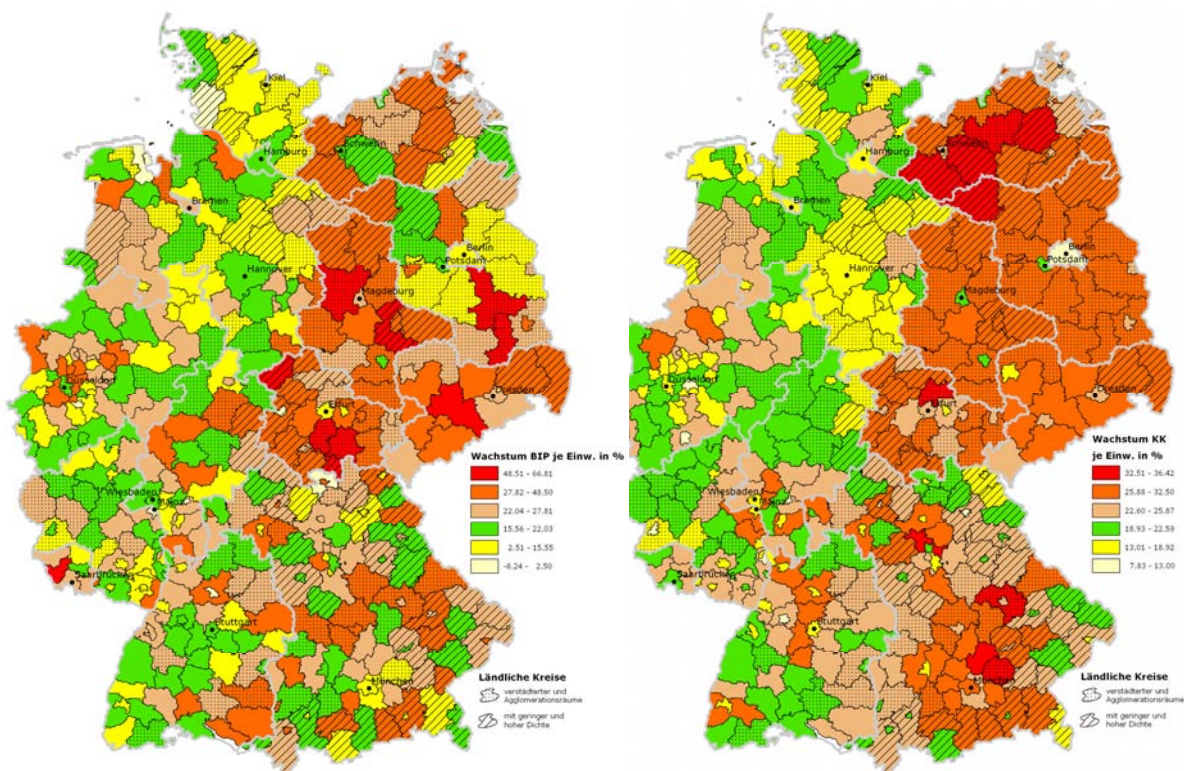 Kiel
Hamburg
Schwerin
Bremen
Berlin
Potsdam
Hannover
Magdeburg
Düsseldorf
Dresden
Erfurt
Wiesbaden
Mainz
Saarbrücken
Stuttgart
München
Wachstum BIP je Einw. in %
48.51 - 66.81
27.82 - 48.50
22.04 - 27.81
15.56 - 22.03
2.51 - 15.55
-8.24 - 2.50
Ländliche Kreise
verstädterter und
Agglomerationsräume
mit geringer und
hoher Dichte
Kiel
Schwerin
Hamburg
Bremen
Berlin
Potsdam
Hannover
Magdeburg
Düsseldorf
Dresden
Erfurt
Wiesbaden
Mainz
Saarbrücken
Stuttgart
München
Wachstum KK
je Einw. in %
32.51 - 36.42
25.88 - 32.50
22.60 - 25.87
18.93 - 22.59
13.01 - 18.92
7.83 - 13.00
Ländliche Kreise
verstädterter und
Agglomerationsräume
mit geringer und
hoher Dichte